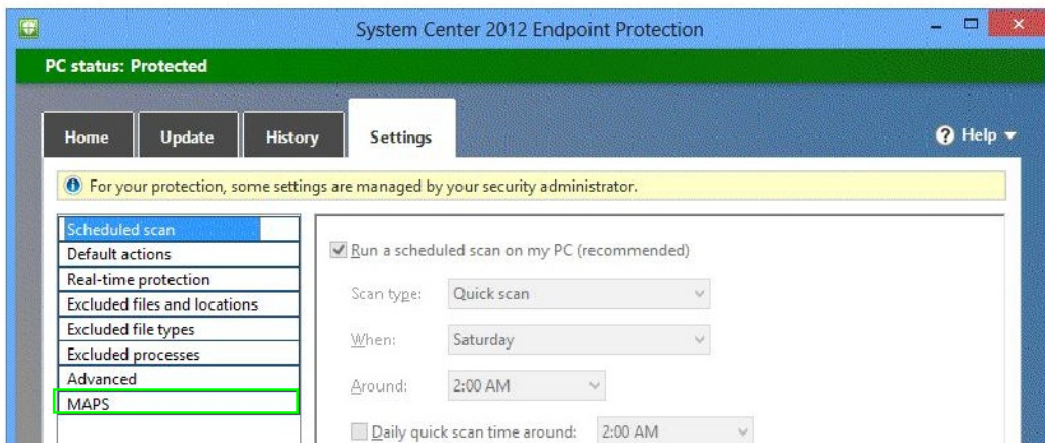 System Center 2012 Endpoint Protection
PC status: Protected
Home Update History Settings Help
For your protection, some settings are managed by your security administrator.
Scheduled scan
Default actions
Real-time protection
Excluded files and locations
Excluded file types
Excluded processes
Advanced
MAPS
Run a scheduled scan on my PC (recommended)
Scan type: Quick scan
When: Saturday
Around: 2:00 AM
Daily quick scan time around: 2:00 AM